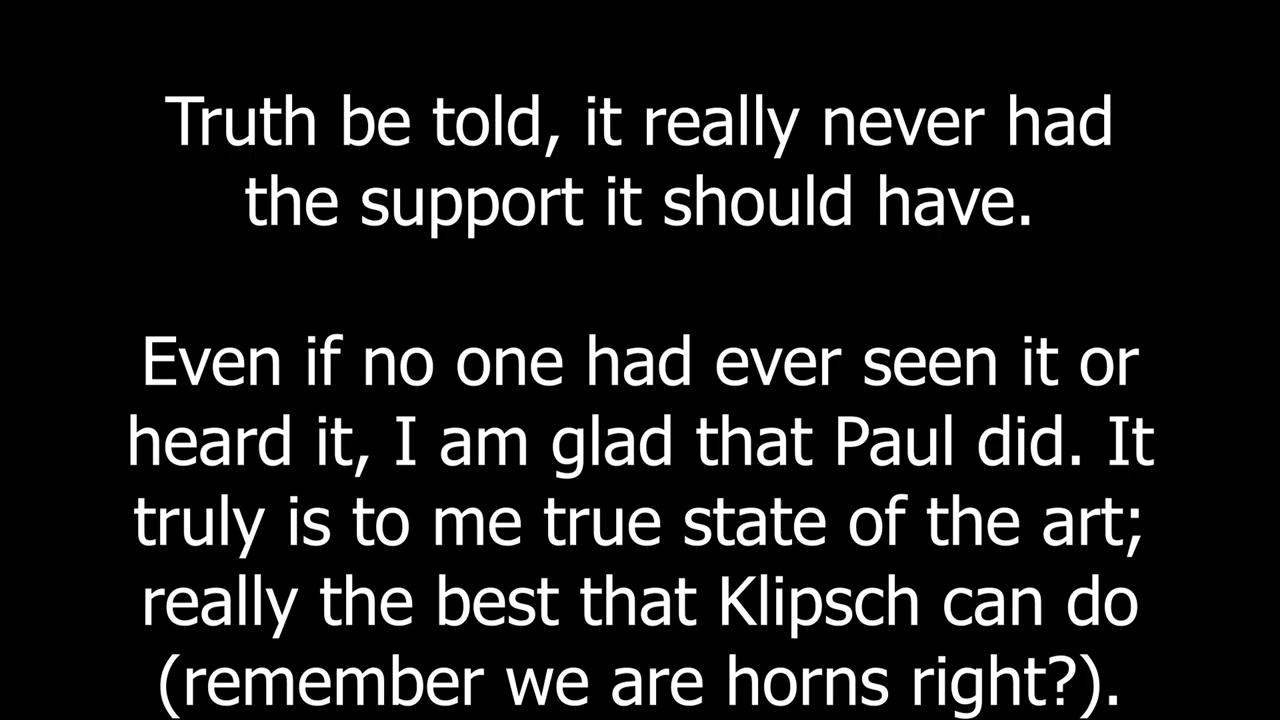 Truth be told, it really never had
the support it should have.
Even if no one had ever seen it or
heard it, I am glad that Paul did. It
truly is to me true state of the art;
really the best that Klipsch can do
(remember we are horns right?).